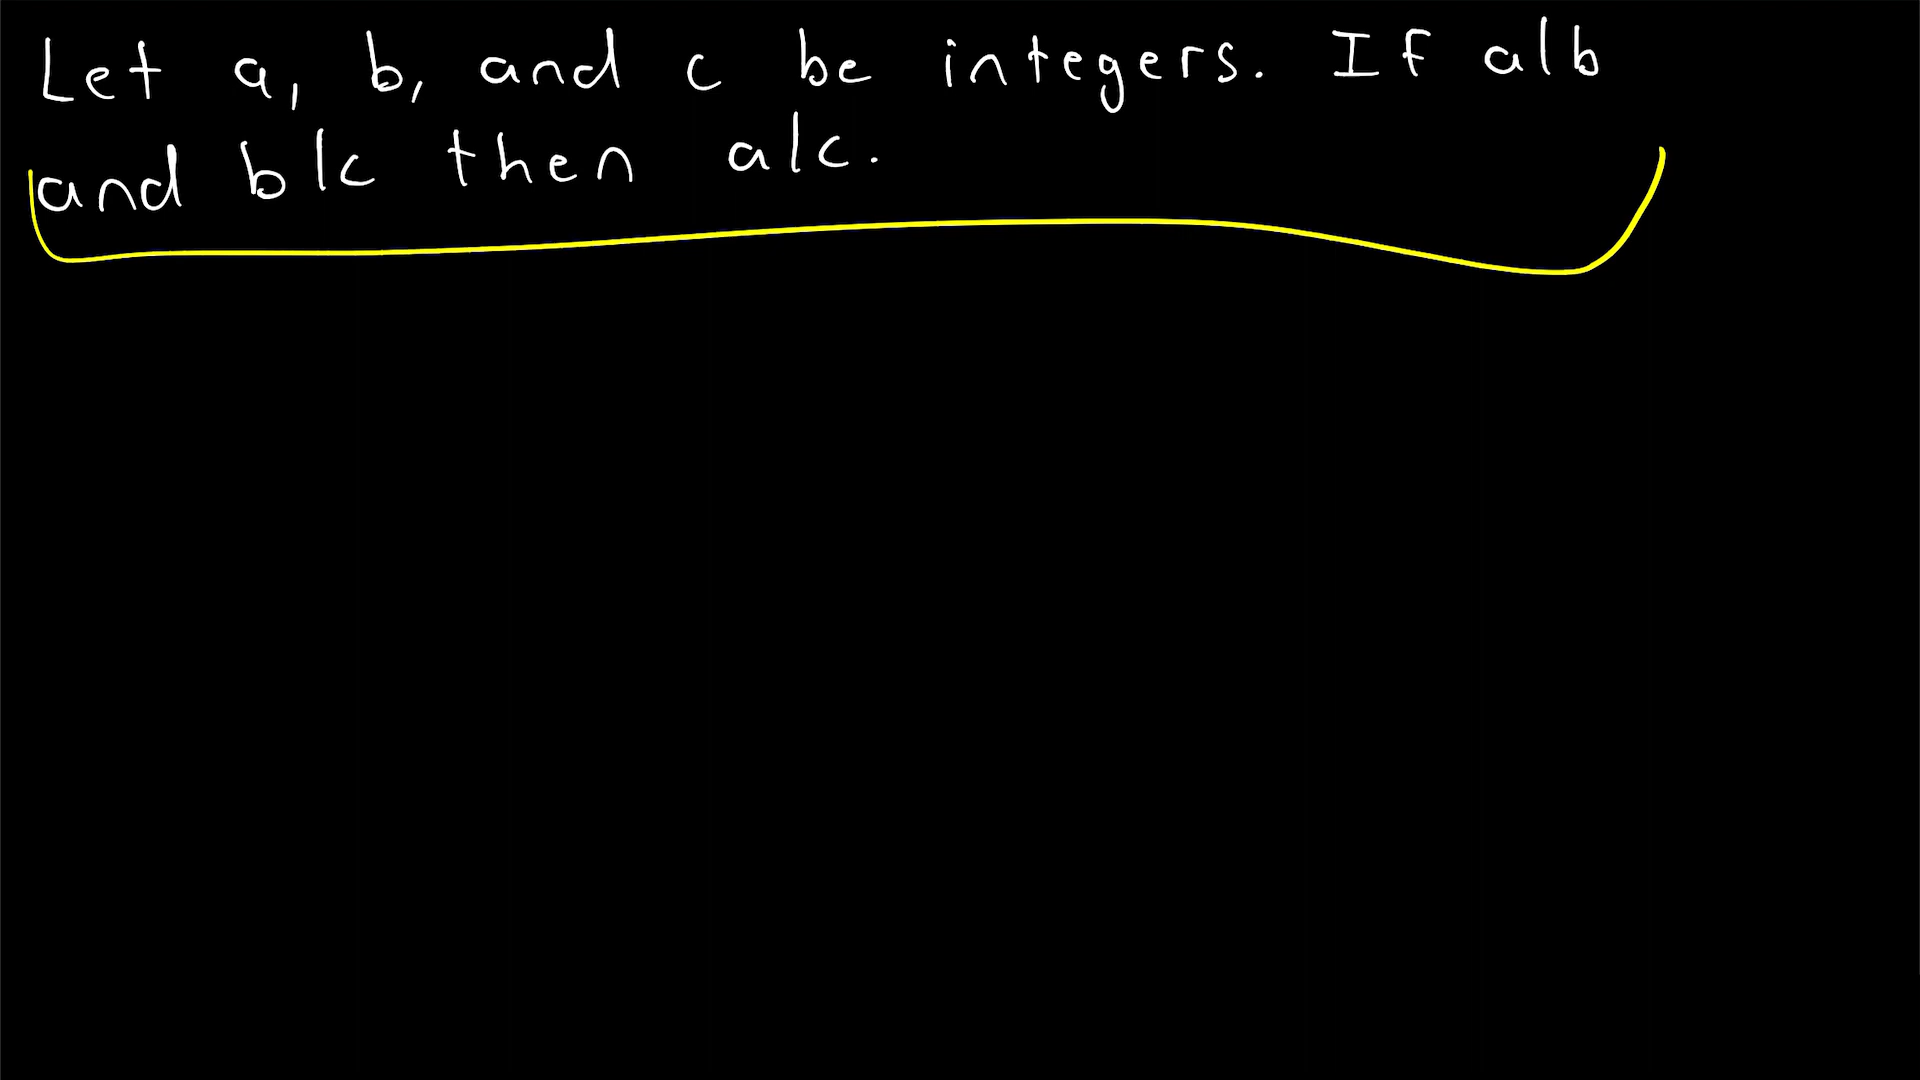 Let a, b, and c be integers. If a|b
and b|c then a|c.